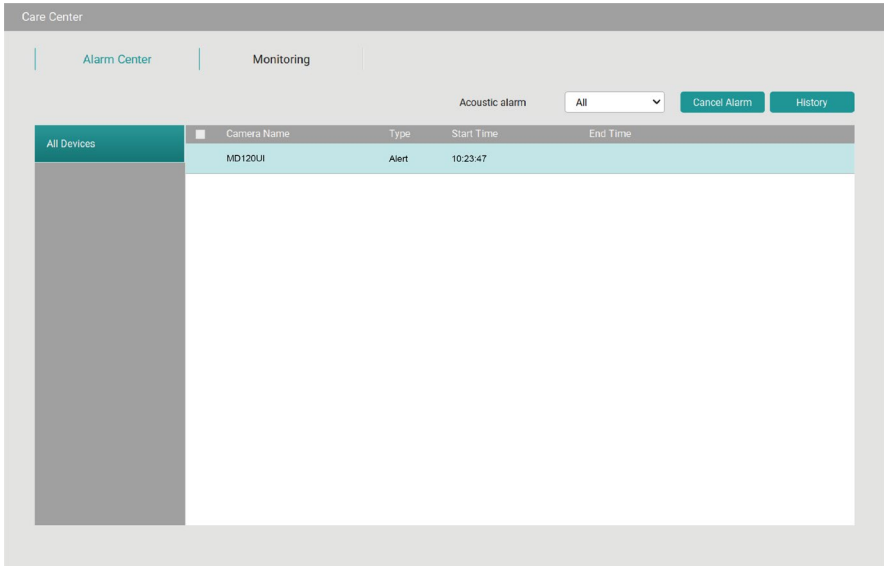 Care Center
Alarm Center Monitoring
Acoustic alarm All Cancel Alarm History
All Devices
Camera Name Type Start Time End Time
MD120UI Alert 10:23:47